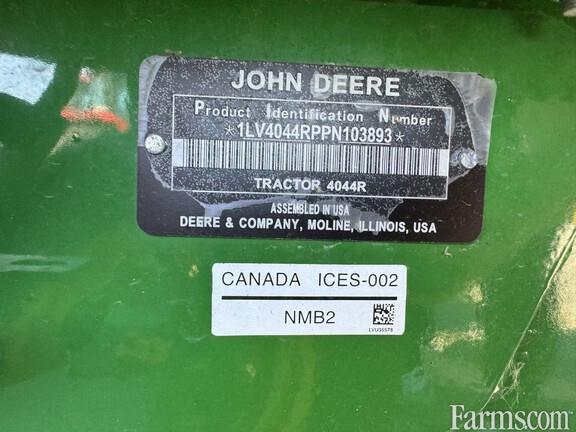 JOHN DEERE
Product Identification Number
*1LV4044RPPN103893*
TRACTOR 4044R
ASSEMBLED IN USA
DEERE & COMPANY, MOLINE, ILLINOIS, USA
CANADA ICES-002
NMB2
LVU35578
Farms.com